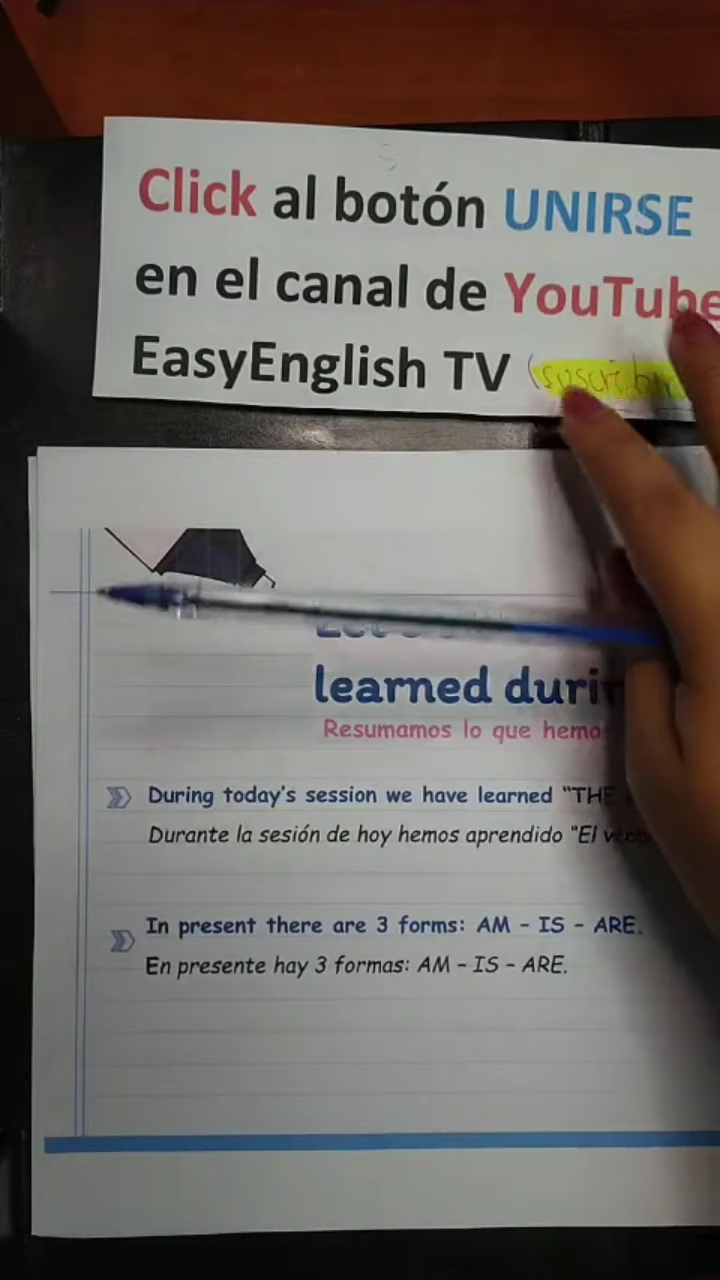 Click al botón UNIRSE
en el canal de YouTube
EasyEnglish TV
learned
Resumamos lo que
During today's session we have learned "THE
Durante la sesión de hoy hemos aprendido "El
In present there are 3 forms: AM - IS - ARE.
En presente hay 3 formas: AM - IS - ARE.